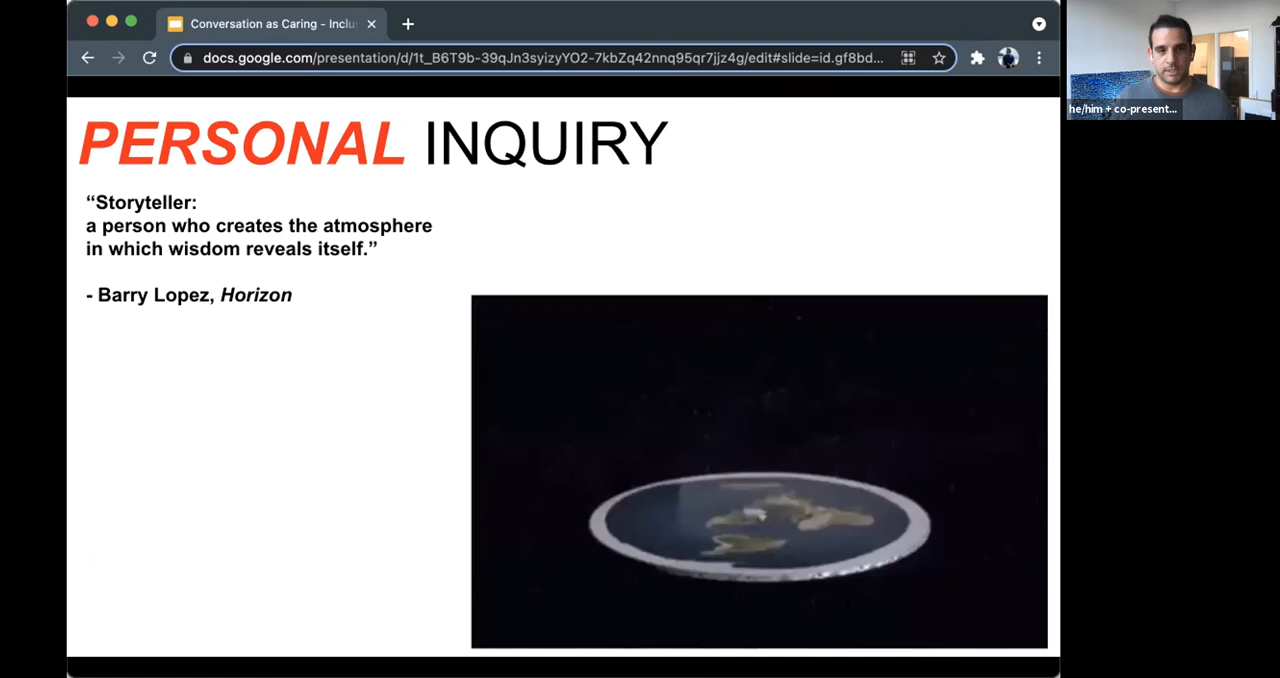 Conversation as Caring - Inclu
docs.google.com/presentation/d/1t_B6T9b-39qJn3syizyYO2-7kbZq42nnq95qr7jjz4g/edit#slide=id.gf8bd...
he/him + co-present...
PERSONAL INQUIRY
“Storyteller:
a person who creates the atmosphere
in which wisdom reveals itself.”
- Barry Lopez, Horizon